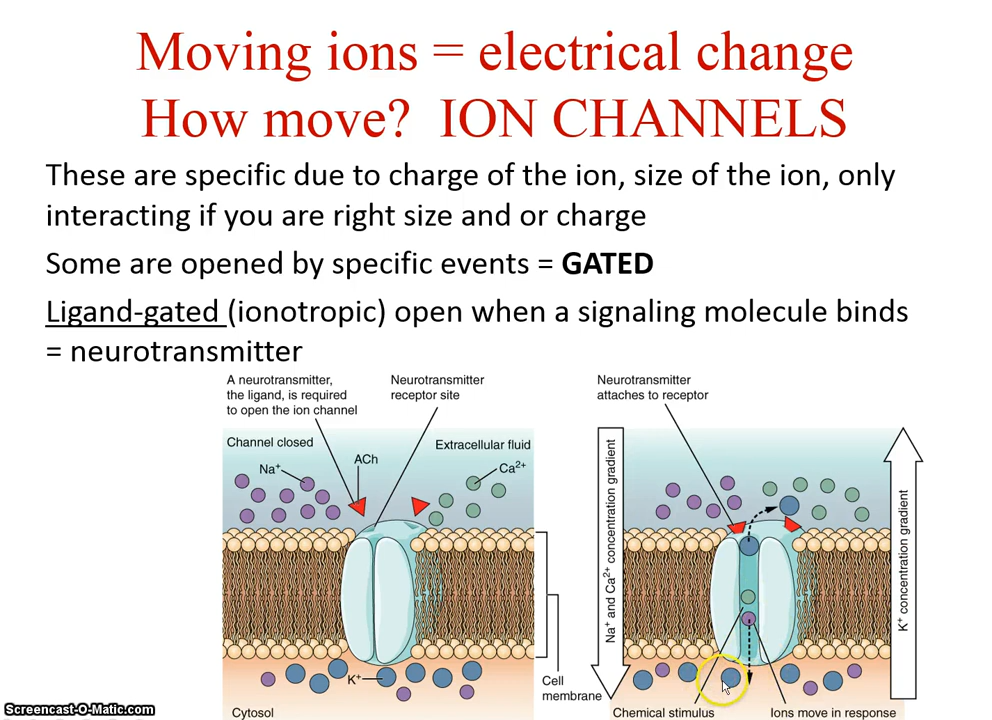 Moving ions = electrical change
How move?  ION CHANNELS
These are specific due to charge of the ion, size of the ion, only
interacting if you are right size and or charge
Some are opened by specific events = GATED
Ligand-gated (ionotropic) open when a signaling molecule binds
= neurotransmitter
A neurotransmitter,
the ligand, is required
to open the ion channel
Neurotransmitter
receptor site
Neurotransmitter
attaches to receptor
Channel closed
Extracellular fluid
Na⁺
ACh
Ca²⁺
K⁺
Cell
membrane
Cytosol
Na⁺ and Ca²⁺ concentration gradient
K⁺ concentration gradient
Chemical stimulus
Ions move in response
Screencast-O-Matic.com